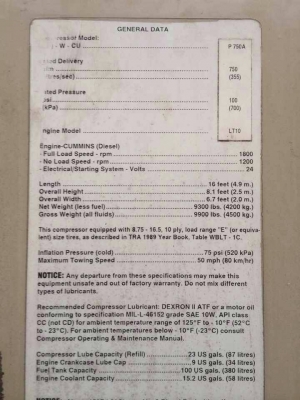 GENERAL DATA
Compressor Model:
W - CU P 750A
Delivery
750
(355)
Pressure
100
(kPa) (700)
Engine Model LT10
Engine-CUMMINS (Diesel)
- Full Load Speed - rpm 1800
- No Load Speed - rpm 1200
- Electrical/Starting System - Volts 24
Length 16 feet (4.9 m.)
Overall Height 8.1 feet (2.5 m.)
Overall Width 6.7 feet (2.0 m.)
Net Weight (less fuel) 9300 lbs. (4200 kg.)
Gross Weight (all fluids) 9900 lbs. (4500 kg.)
This compressor equipped with 8.75 - 16.5, 10 ply, load range "E" (or equiva-
lent) size tires, as described in TRA 1989 Year Book, Table WBLT - 1C.
Inflation Pressure (cold) 75 psi (520 kPa)
Maximum Towing Speed 50 mph (80 km/hr)
NOTICE: Any departure from these specifications may make this
equipment unsafe and out of factory warranty. Do not mix different
types of lubricants.
Recommended Compressor Lubricant: DEXRON II ATF or a motor oil
conforming to specification MIL-L-46152 grade SAE 10W, API class
CC (not CD) for ambient temperature range of 125°F to - 10°F (52°C
to - 23°C). For ambient temperatures below - 10°F (-23°C) consult
Compressor Operating & Maintenance Manual.
Compressor Lube Capacity (Refill) 23 US gals. (87 litres)
Engine Crankcase Lube Cap 9 US gals. (34 litres)
Fuel Tank Capacity 100 US gals. (380 litres)
Engine Coolant Capacity 15.2 US gals. (58 litres)